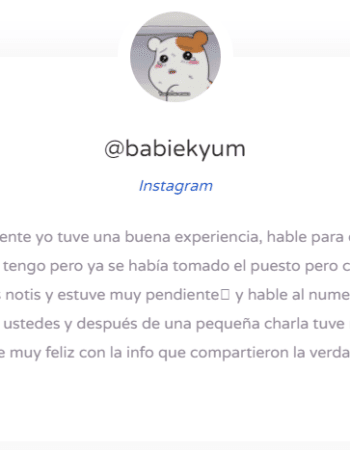 @babiekyum
Instagram
ente yo tuve una buena experiencia, hable para
tengo pero ya se había tomado el puesto pero c
notis y estuve muy pendiente▯ y hable al nume
ustedes y después de una pequeña charla tuve
e muy feliz con la info que compartieron la verda